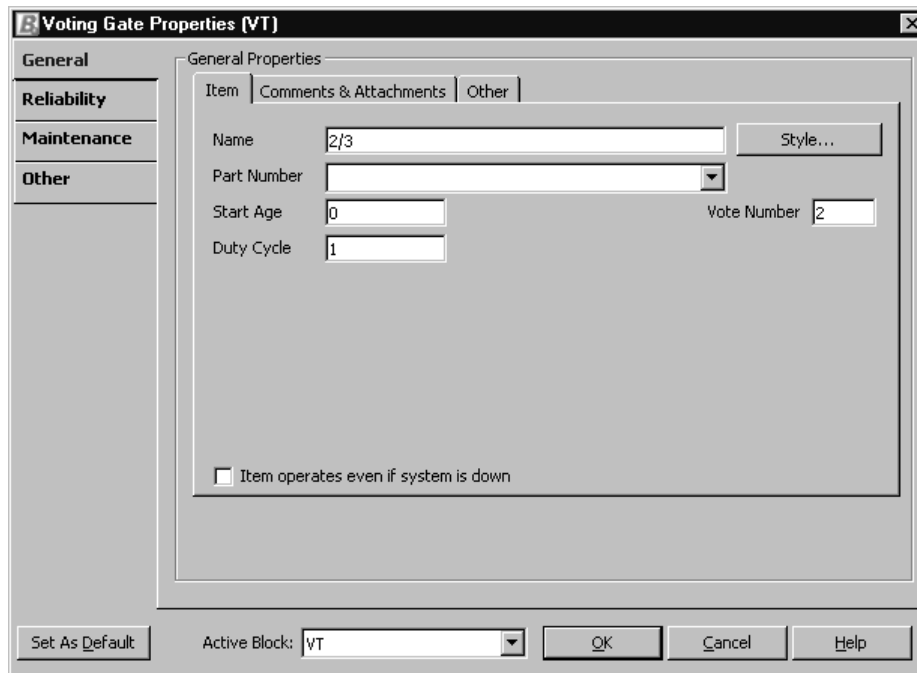 B Voting Gate Properties (VT)
General
Reliability
Maintenance
Other
General Properties
Item Comments & Attachments Other
Name 2/3 Style...
Part Number
Start Age 0 Vote Number 2
Duty Cycle 1
Item operates even if system is down
Set As Default Active Block: VT OK Cancel Help